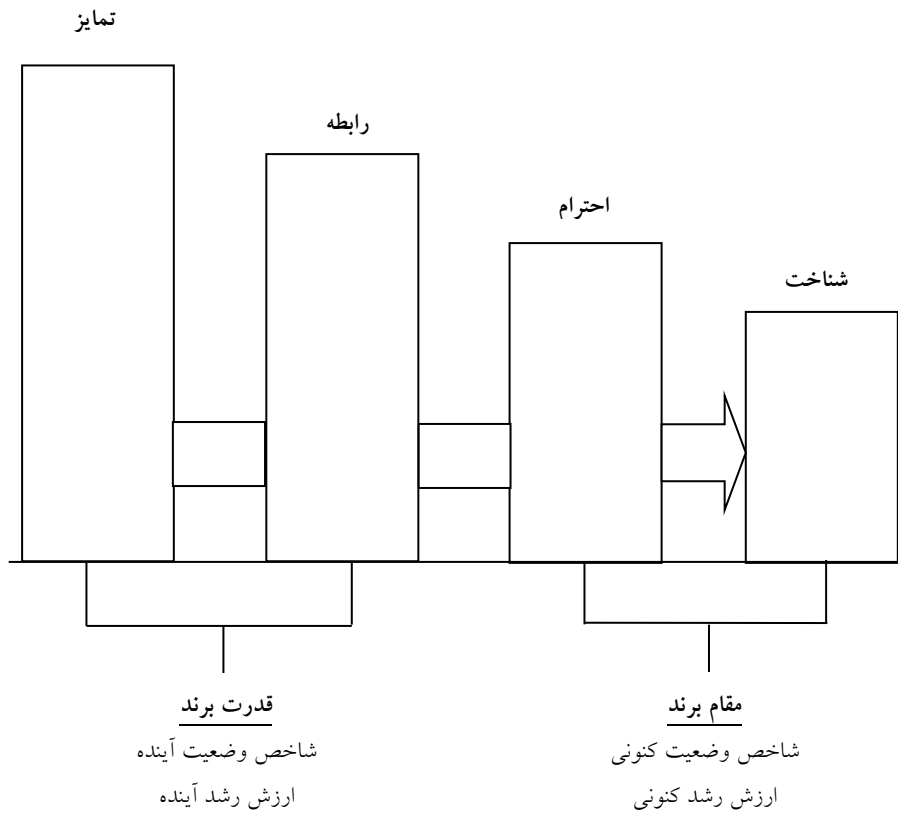 تمایز
رابطه
احترام
شناخت
قدرت برند
شاخص وضعیت آینده
ارزش رشد آینده
مقام برند
شاخص وضعیت کنونی
ارزش رشد کنونی